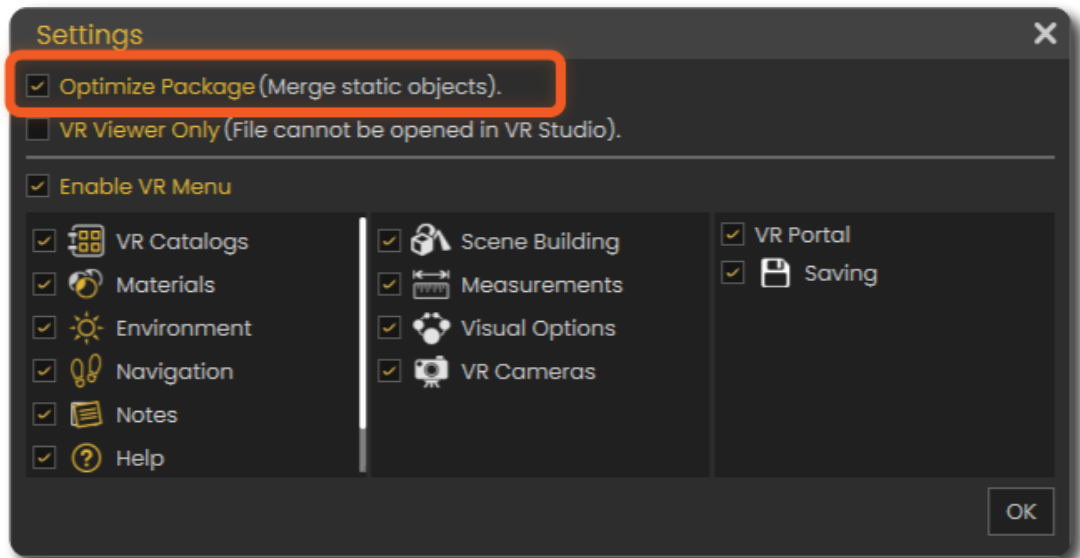 Settings
Optimize Package (Merge static objects).
VR Viewer Only (File cannot be opened in VR Studio).
Enable VR Menu
VR Catalogs
Materials
Environment
Navigation
Notes
Help
Scene Building
Measurements
Visual Options
VR Cameras
VR Portal
Saving
OK